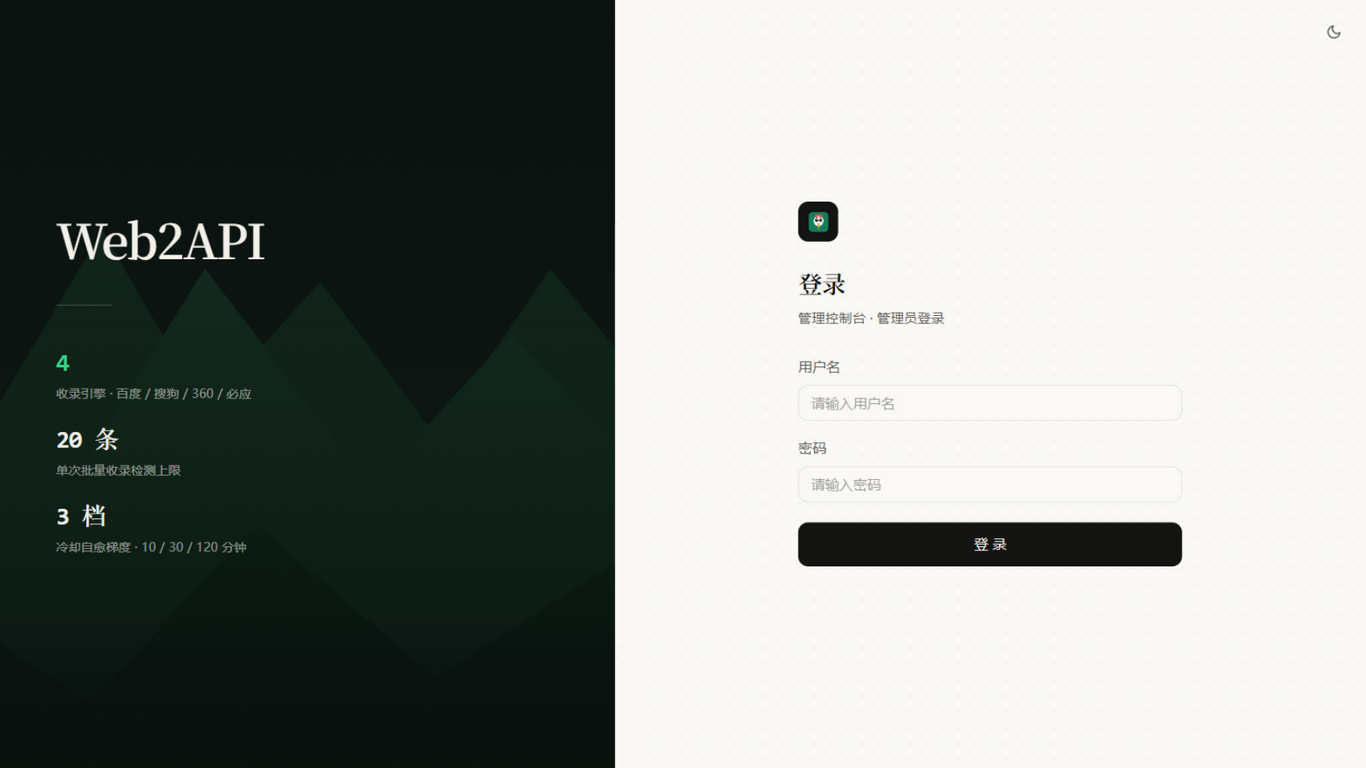 Web2API
4
收录引擎 · 百度 / 搜狗 / 360 / 必应
20 条
单次批量收录检测上限
3 档
冷却自愈梯度 · 10 / 30 / 120 分钟
登录
管理控制台 · 管理员登录
用户名
请输入用户名
密码
请输入密码
登 录